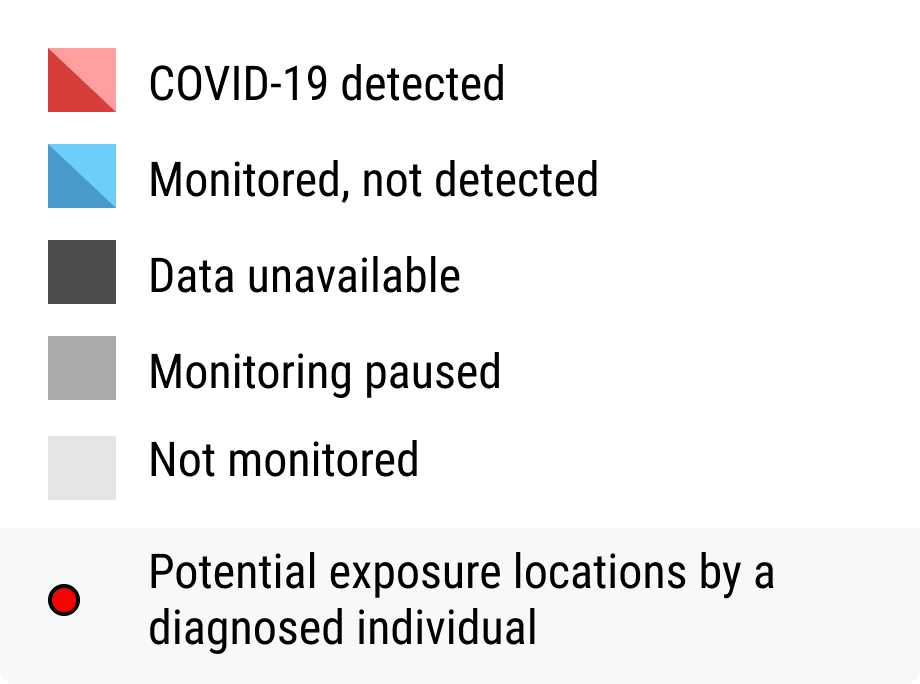 COVID-19 detected
Monitored, not detected
Data unavailable
Monitoring paused
Not monitored
Potential exposure locations by a
diagnosed individual